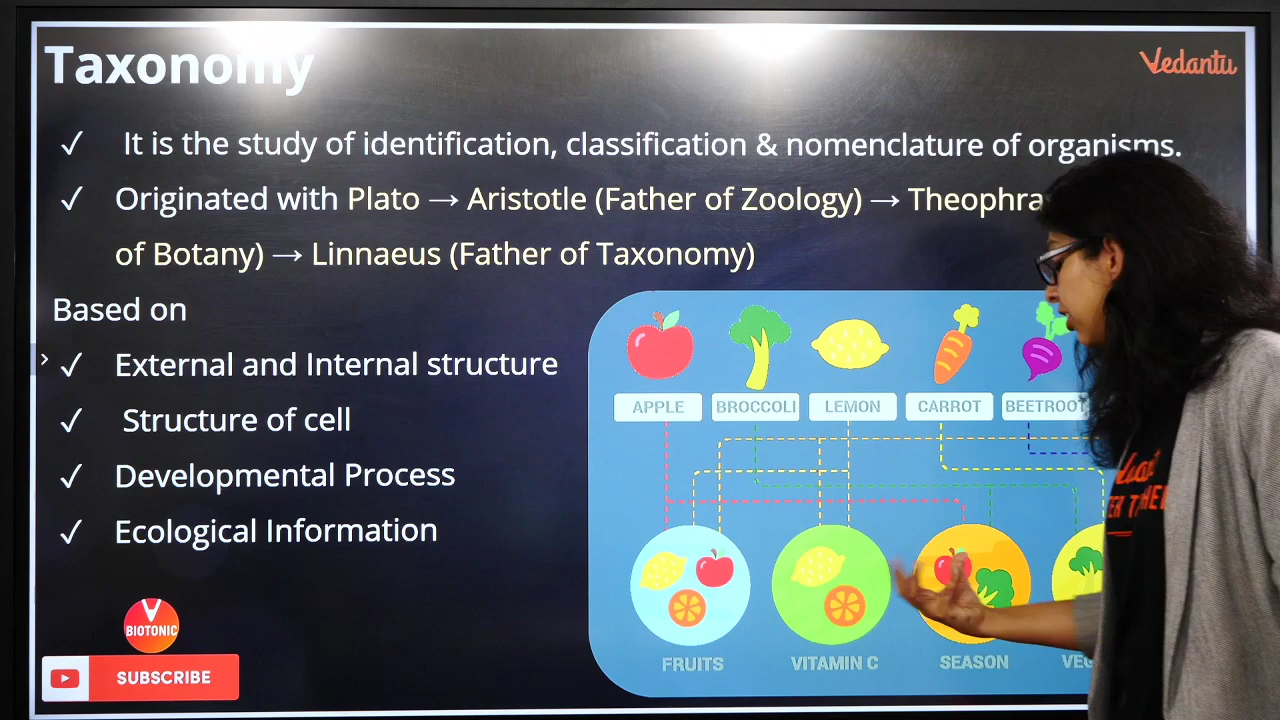 Taxonomy
Vedantu
✓ It is the study of identification, classification & nomenclature of organisms.
✓ Originated with Plato → Aristotle (Father of Zoology) → Theophra
of Botany) → Linnaeus (Father of Taxonomy)
Based on
✓ External and Internal structure
✓ Structure of cell
✓ Developmental Process
✓ Ecological Information
APPLE BROCCOLI LEMON CARROT BEETROOT
FRUITS VITAMIN C SEASON
V
BIOTONIC
SUBSCRIBE